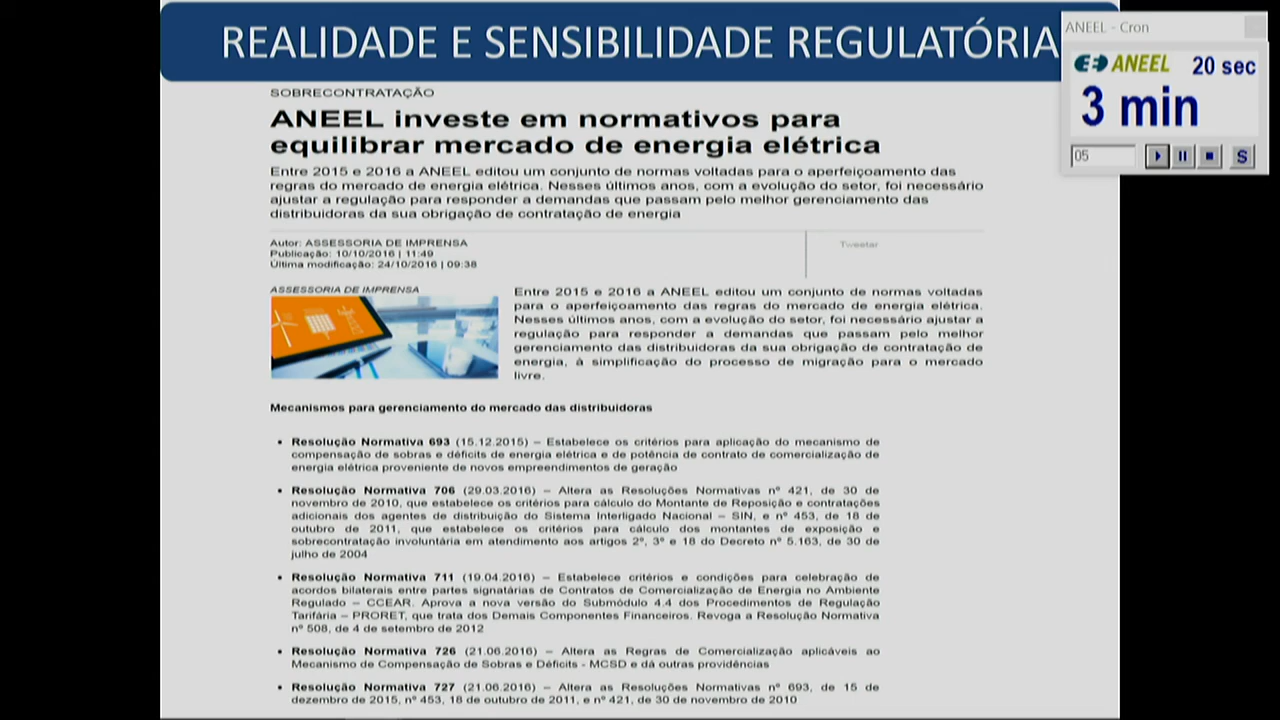 REALIDADE E SENSIBILIDADE REGULATÓRIA
ANEEL - Cron
ANEEL
20 sec
3 min
05
S
SOBRECONTRATAÇÃO
ANEEL investe em normativos para
equilibrar mercado de energia elétrica
Entre 2015 e 2016 a ANEEL editou um conjunto de normas voltadas para o aperfeiçoamento das
regras do mercado de energia elétrica. Nesses últimos anos, com a evolução do setor, foi necessário
ajustar a regulação para responder a demandas que passam pelo melhor gerenciamento das
distribuidoras da sua obrigação de contratação de energia
Autor: ASSESSORIA DE IMPRENSA
Publicação: 10/10/2016 | 11:49
Última modificação: 24/10/2016 | 09:38
Tweetar
ASSESSORIA DE IMPRENSA
Entre 2015 e 2016 a ANEEL editou um conjunto de normas voltadas
para o aperfeiçoamento das regras do mercado de energia elétrica.
Nesses últimos anos, com a evolução do setor, foi necessário ajustar a
regulação para responder a demandas que passam pelo melhor
gerenciamento das distribuidoras da sua obrigação de contratação de
energia, à simplificação do processo de migração para o mercado
livre.
Mecanismos para gerenciamento do mercado das distribuidoras
• Resolução Normativa 693 (15.12.2015) – Estabelece os critérios para aplicação do mecanismo de
compensação de sobras e déficits de energia elétrica e de potência de contrato de comercialização de
energia elétrica proveniente de novos empreendimentos de geração
• Resolução Normativa 706 (29.03.2016) – Altera as Resoluções Normativas nº 421, de 30 de
novembro de 2010, que estabelece os critérios para cálculo do Montante de Reposição e contratações
adicionais dos agentes de distribuição do Sistema Interligado Nacional – SIN, e nº 453, de 18 de
outubro de 2011, que estabelece os critérios para cálculo dos montantes de exposição e
sobrecontratação involuntária em atendimento aos artigos 2º, 3º e 18 do Decreto nº 5.163, de 30 de
julho de 2004
• Resolução Normativa 711 (19.04.2016) – Estabelece critérios e condições para celebração de
acordos bilaterais entre partes signatárias de Contratos de Comercialização de Energia no Ambiente
Regulado – CCEAR. Aprova a nova versão do Submódulo 4.4 dos Procedimentos de Regulação
Tarifária – PRORET, que trata dos Demais Componentes Financeiros. Revoga a Resolução Normativa
nº 508, de 4 de setembro de 2012
• Resolução Normativa 726 (21.06.2016) – Altera as Regras de Comercialização aplicáveis ao
Mecanismo de Compensação de Sobras e Déficits - MCSD e dá outras providências
• Resolução Normativa 727 (21.06.2016) – Altera as Resoluções Normativas nº 693, de 15 de
dezembro de 2015, nº 453, 18 de outubro de 2011, e nº 421, de 30 de novembro de 2010